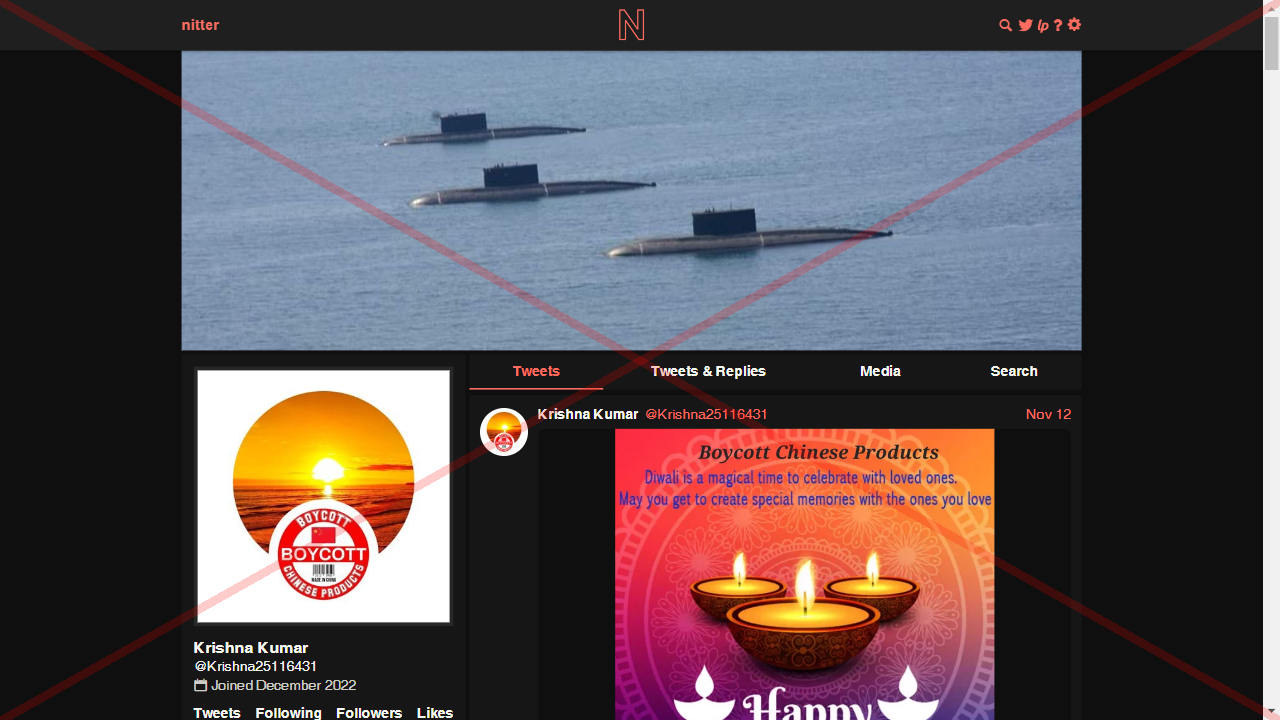 nitter
Tweets
Tweets & Replies
Media
Search
Krishna Kumar @Krishna25116431
Nov 12
Boycott Chinese Products
Diwali is a magical time to celebrate with loved ones.
May you get to create special memories with the ones you love
Happy
BOYCOTT
BOYCOTT
MADE IN CHINA
CHINESE PRODUCTS
Krishna Kumar
@Krishna25116431
Joined December 2022
Tweets Following Followers Likes